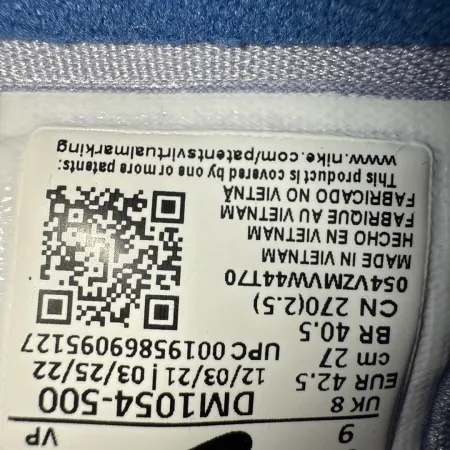 9 VP
UK 8 DM1054-500
EUR 42.5 12/03/21 | 03/25/22
cm 27 UPC 00195869095127
BR 40.5
CN 270(2.5)
054VZMVW44T70
MADE IN VIETNAM
HECHO EN VIETNAM
FABRIQUE AU VIETNAM
FABRICADO NO VIETNÃ
This product is covered by one or more patents:
www.nike.com/patentsvirtualmarking